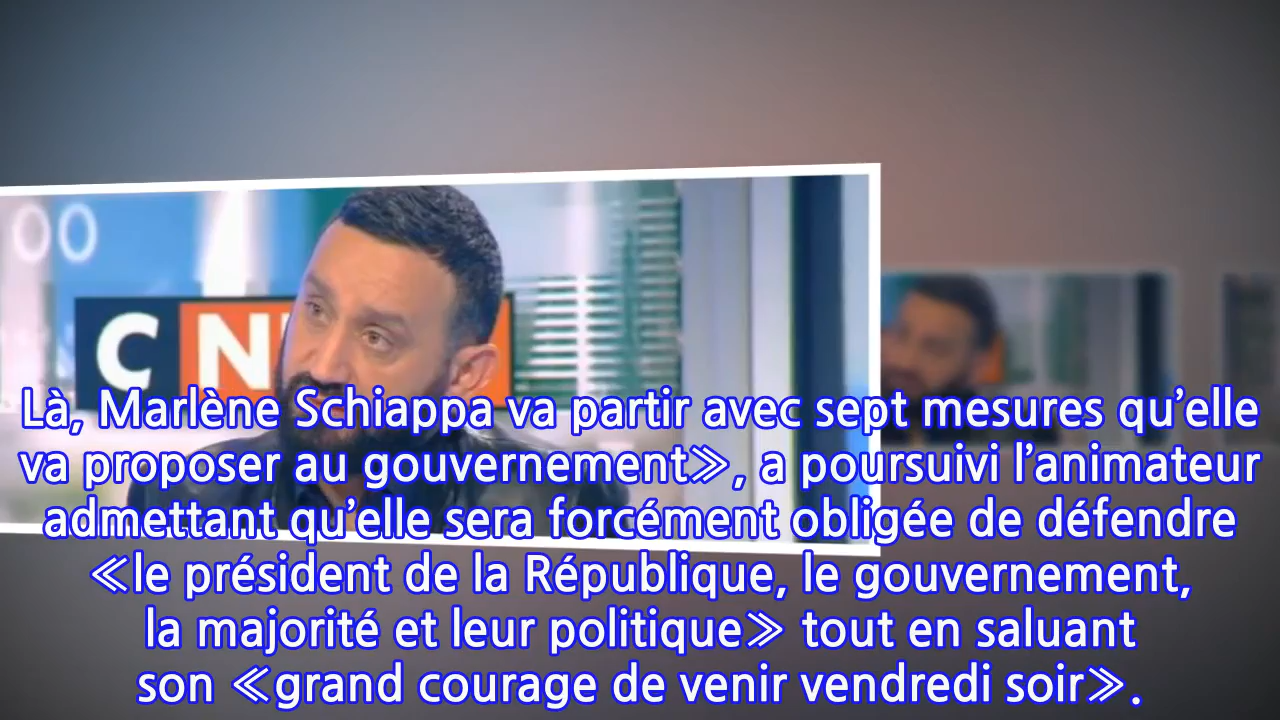 00
C N
Là, Marlène Schiappa va partir avec sept mesures qu’elle
va proposer au gouvernement≫, a poursuivi l’animateur
admettant qu’elle sera forcément obligée de défendre
≪le président de la République, le gouvernement,
la majorité et leur politique≫ tout en saluant
son ≪grand courage de venir vendredi soir≫.